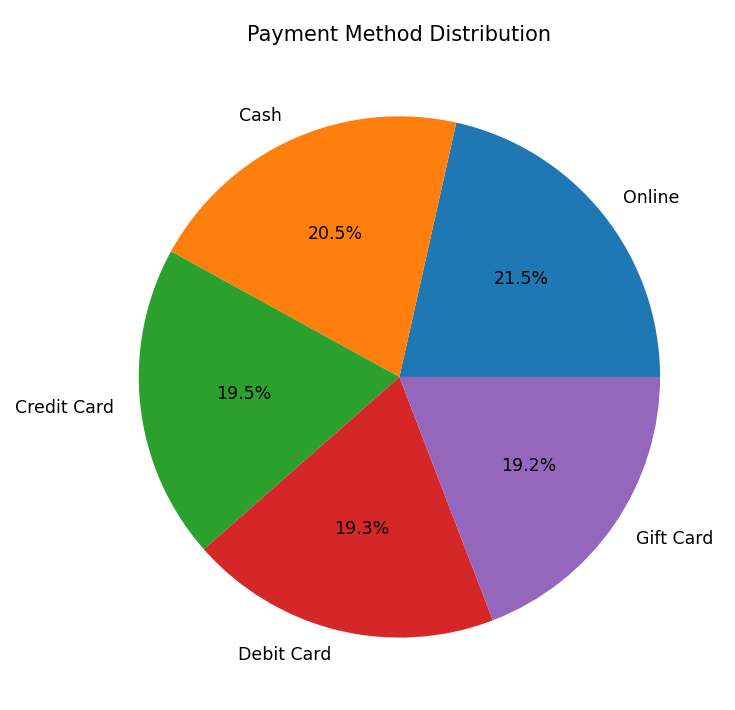 Payment Method Distribution
Cash
Online
20.5%
21.5%
19.5%
Credit Card
19.2%
19.3%
Gift Card
Debit Card